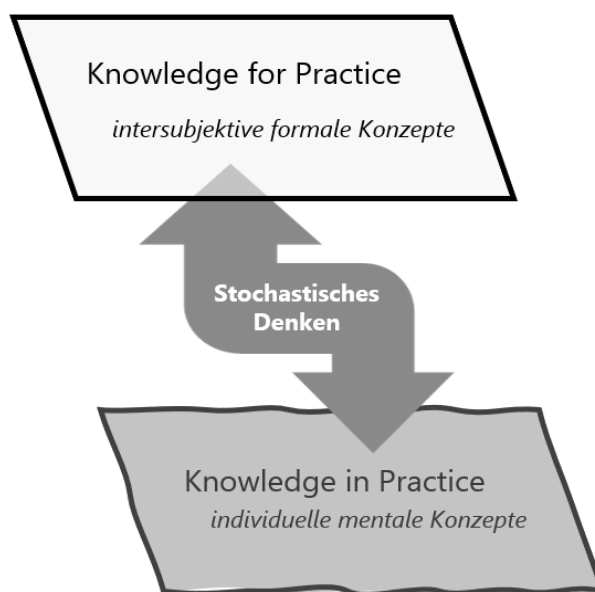 Knowledge for Practice
intersubjektive formale Konzepte
Stochastisches
Denken
Knowledge in Practice
individuelle mentale Konzepte